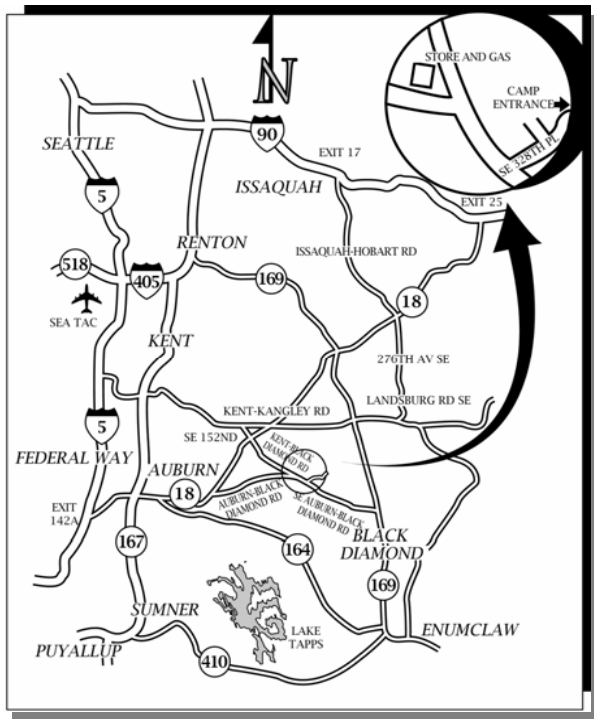 N
STORE AND GAS
CAMP
ENTRANCE
SE 328TH PL
SEATTLE
90
EXIT 17
ISSAQUAH
EXIT 25
5
RENTON
ISSAQUAH-HOBART RD
518
405
169
18
SEA TAC
KENT
276TH AV SE
LANDSBURG RD SE
KENT-KANGLEY RD
5
SE 152ND
KENT-BLACK
DIAMOND RD
FEDERAL WAY
AUBURN
18
AUBURN-BLACK
DIAMOND RD
SE AUBURN-BLACK
DIAMOND RD
EXIT
142A
167
164
BLACK
DIAMOND
169
SUMNER
LAKE
TAPPS
ENUMCLAW
PUYALLUP
410